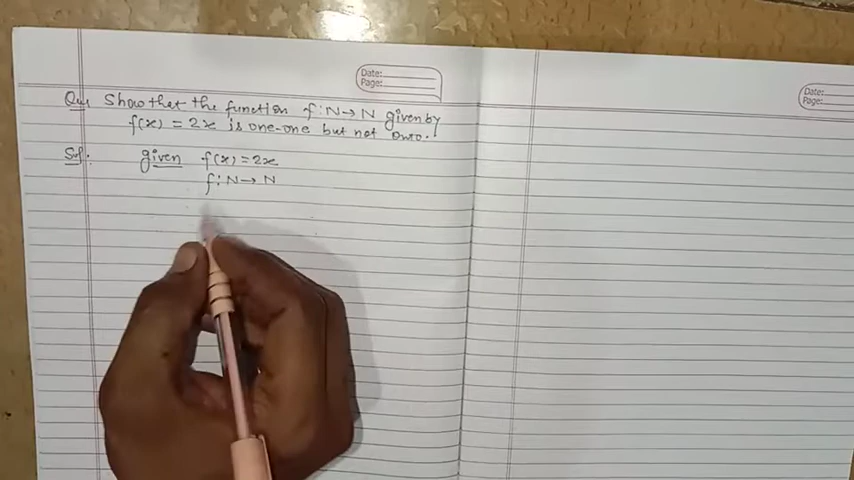 Date:
Page:
Date:
Page:
Qu: Show that the function f: N → N given by
f(x) = 2x is one-one but not onto.
Sol: given f(x) = 2x
f: N → N